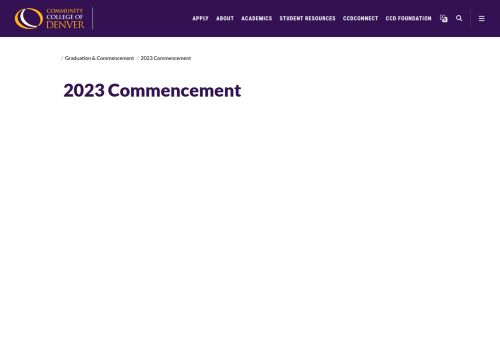 COMMUNITY
COLLEGE OF
DENVER
APPLY ABOUT ACADEMICS STUDENT RESOURCES CCDCONNECT CCD FOUNDATION
/ Graduation & Commencement / 2023 Commencement
2023 Commencement